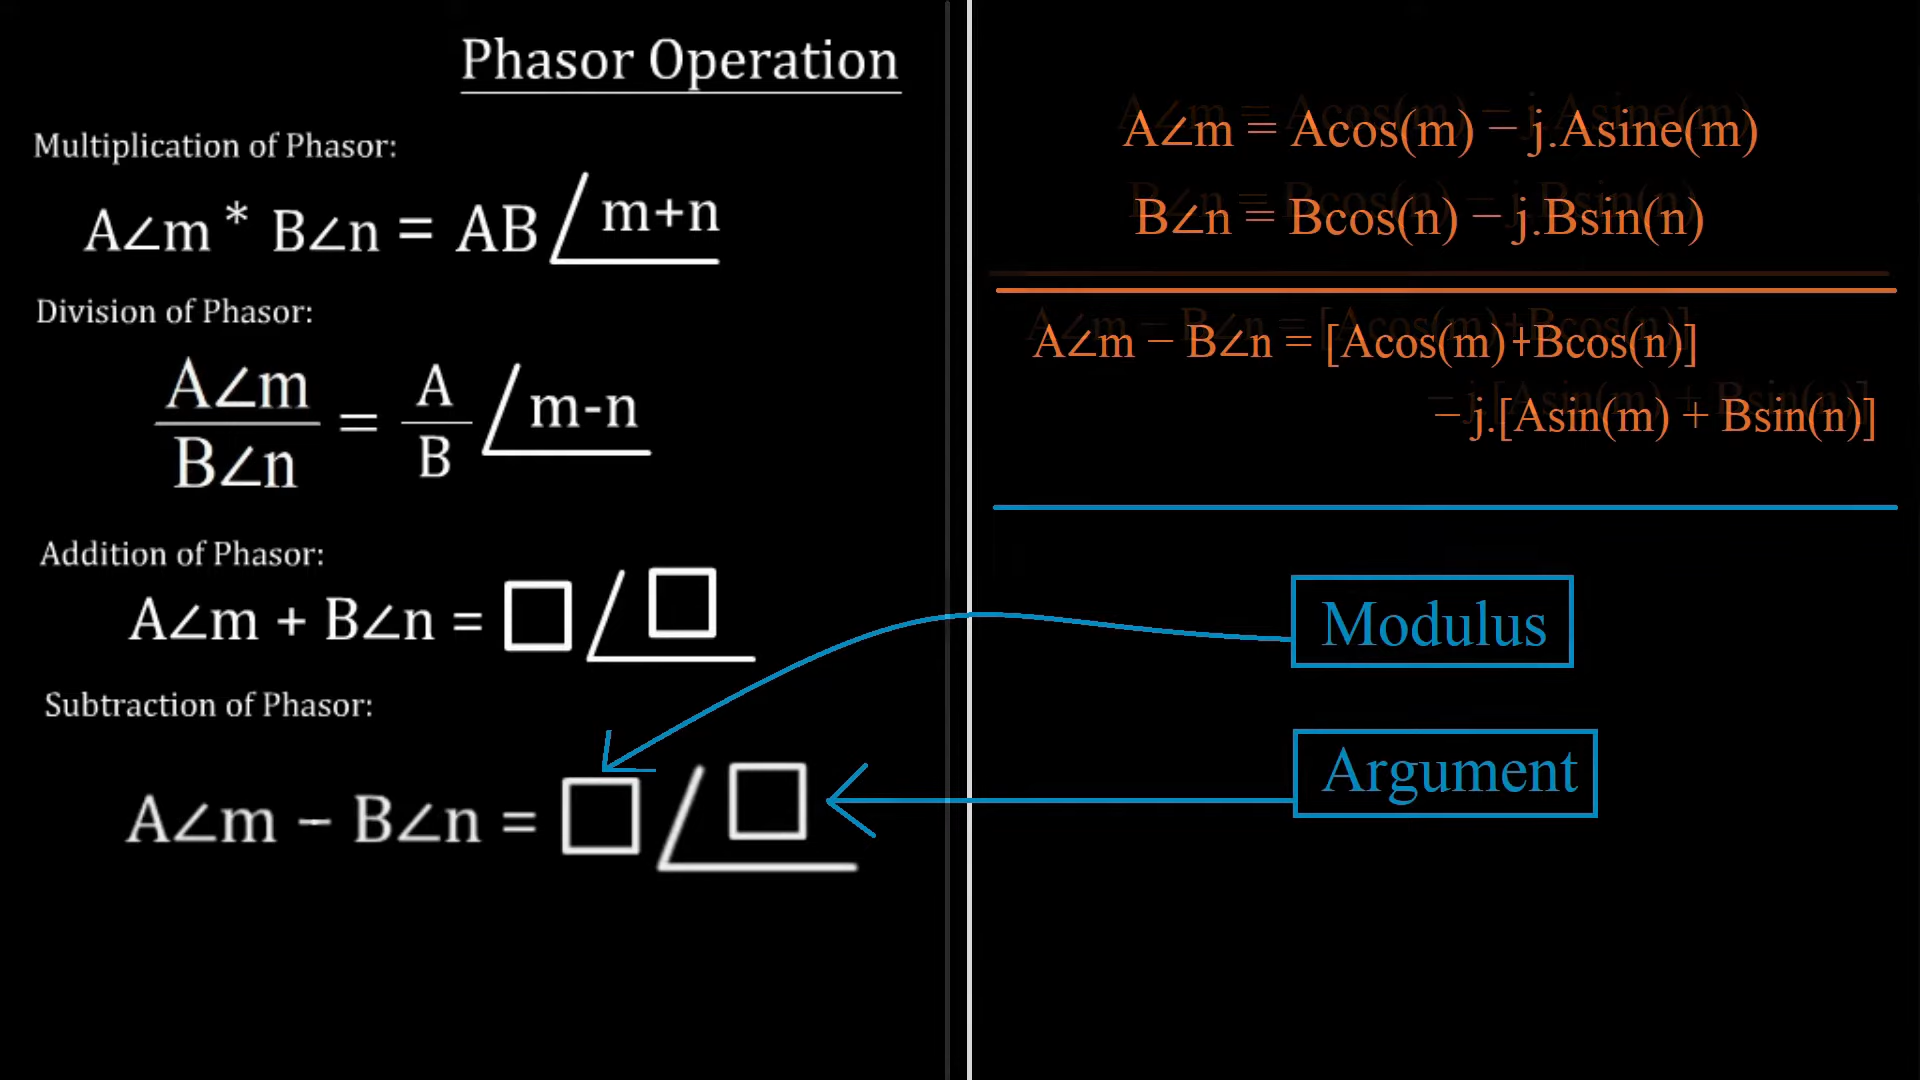 Phasor Operation
Multiplication of Phasor:
A∠m * B∠n = AB∠m+n
Division of Phasor:
A∠m / B∠n = A / B ∠m-n
Addition of Phasor:
A∠m + B∠n = □∠□
Subtraction of Phasor:
A∠m − B∠n = □∠□
A∠m = Acos(m) − j.Asine(m)
B∠n = Bcos(n) − j.Bsin(n)
A∠m − B∠n = [Acos(m)+Bcos(n)]
− j.[Asin(m) + Bsin(n)]
Modulus
Argument